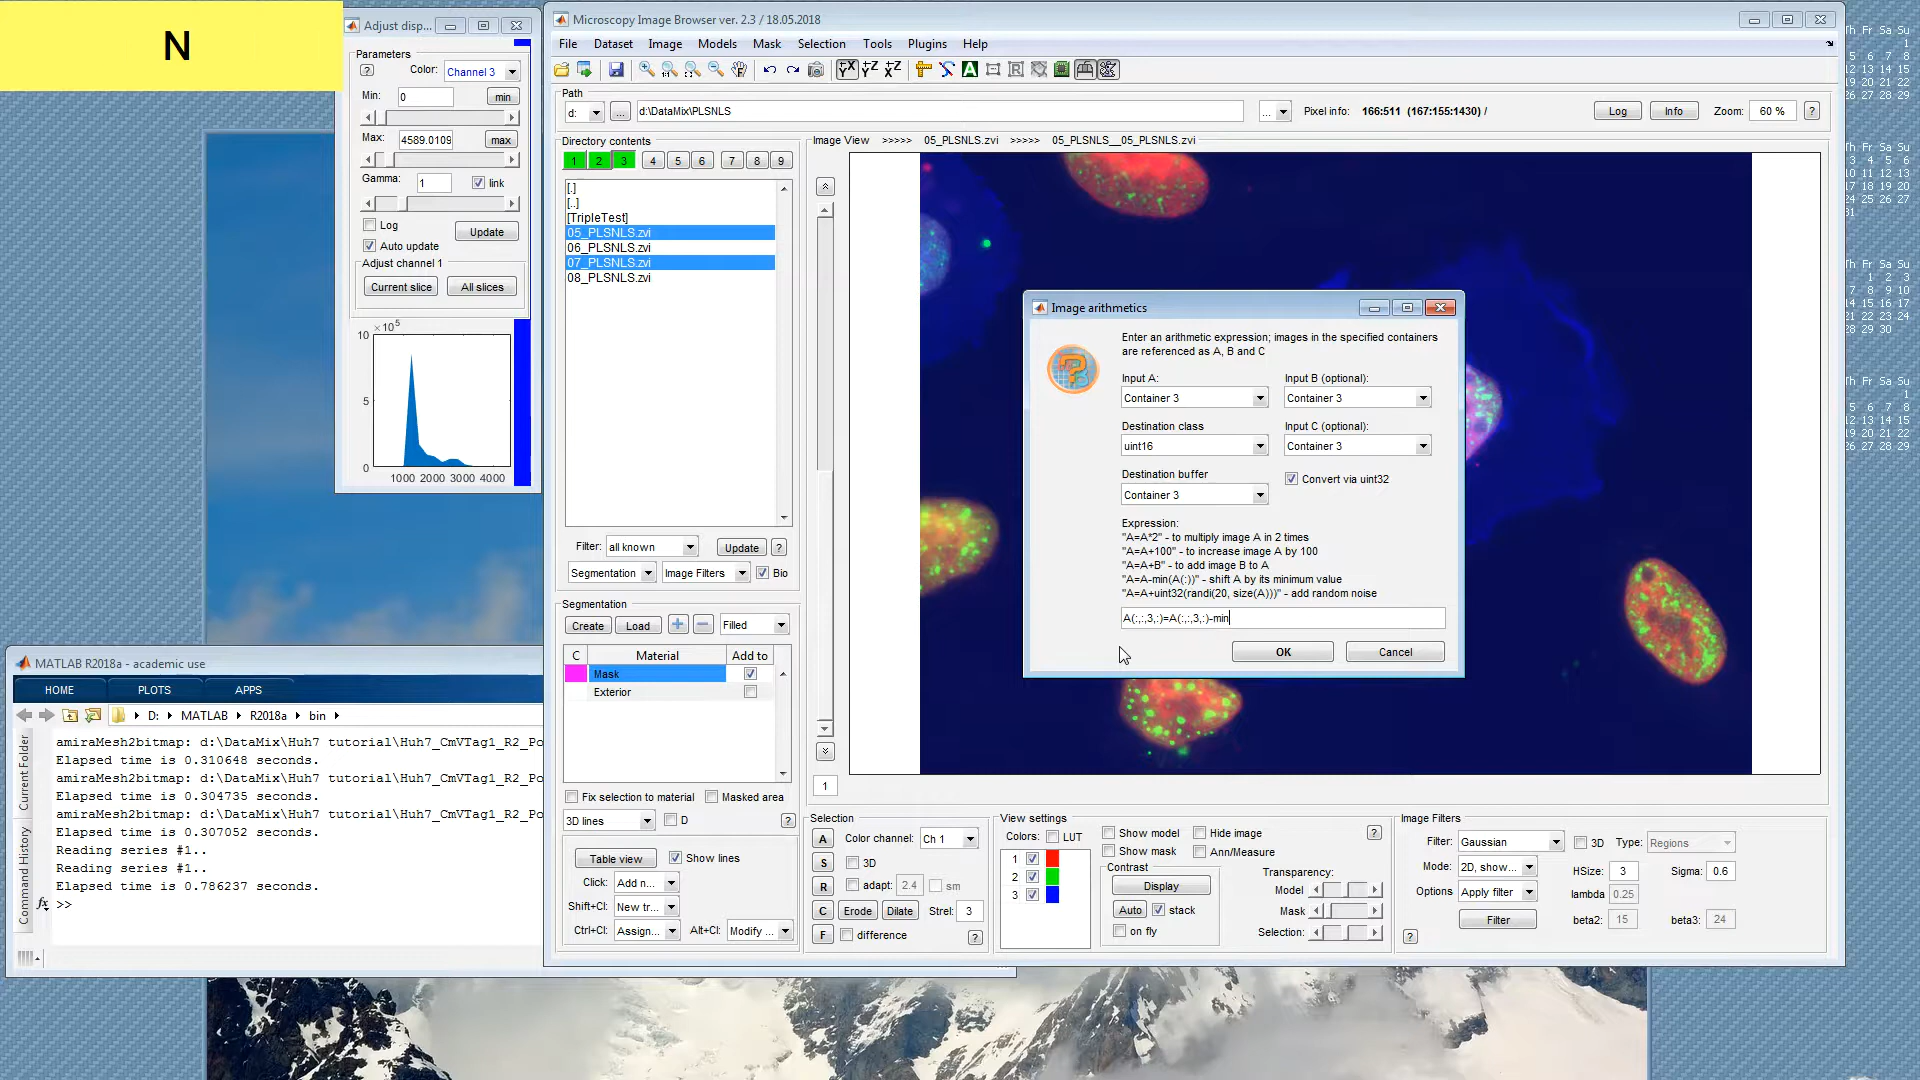 N
Adjust disp...
Parameters
?
Color:
Channel 3
Min:
0
min
Max:
4589.0109
max
Gamma:
1
link
Log
Update
Auto update
Adjust channel 1
Current slice
All slices
×10^5
10
5
0
1000 2000 3000 4000
MATLAB R2018a - academic use
HOME
PLOTS
APPS
D:
MATLAB
R2018a
bin
Current Folder
Command History
amiraMesh2bitmap: d:\DataMix\Huh7 tutorial\Huh7_CmVTag1_R2_Po
Elapsed time is 0.310648 seconds.
amiraMesh2bitmap: d:\DataMix\Huh7 tutorial\Huh7_CmVTag1_R2_Po
Elapsed time is 0.304735 seconds.
amiraMesh2bitmap: d:\DataMix\Huh7 tutorial\Huh7_CmVTag1_R2_Po
Elapsed time is 0.307052 seconds.
Reading series #1..
Reading series #1..
Elapsed time is 0.786237 seconds.
fx >>
Microscopy Image Browser ver. 2.3 / 18.05.2018
File Dataset Image Models Mask Selection Tools Plugins Help
Path
d:
...
d:\DataMix\PLSNLS
...
Pixel info:
166:511 (167:155:1430) /
Log
Info
Zoom:
60 %
?
Directory contents
1 2 3 4 5 6 7 8 9
[.]
[..]
[TripleTest]
05_PLSNLS.zvi
06_PLSNLS.zvi
07_PLSNLS.zvi
08_PLSNLS.zvi
Filter:
all known
Update
?
Segmentation
Image Filters
Bio
Segmentation
Create
Load
+
−
Filled
C
Material
Add to
Mask
Exterior
Fix selection to material
Masked area
3D lines
D
?
Table view
Show lines
Click:
Add n...
Shift+Cl:
New tr...
Ctrl+Cl:
Assign...
Alt+Cl:
Modify ...
Image View >>>>> 05_PLSNLS.zvi >>>>> 05_PLSNLS__05_PLSNLS.zvi
1
Image arithmetics
Enter an arithmetic expression; images in the specified containers
are referenced as A, B and C
Input A:
Container 3
Input B (optional):
Container 3
Destination class
uint16
Input C (optional):
Container 3
Destination buffer
Container 3
Convert via uint32
Expression:
"A=A*2" - to multiply image A in 2 times
"A=A+100" - to increase image A by 100
"A=A+B" - to add image B to A
"A=A-min(A(:))" - shift A by its minimum value
"A=A+uint32(randi(20, size(A)))" - add random noise
A(:,:,3,:)=A(:,:,3,:)-min
OK
Cancel
Selection
A
Color channel:
Ch 1
S
3D
R
adapt:
2.4
sm
C
Erode
Dilate
Strel:
3
F
difference
?
View settings
Colors:
LUT
1
2
3
Show model
Hide image
?
Show mask
Ann/Measure
Contrast
Display
Auto
stack
on fly
Transparency:
Model
Mask
Selection:
Image Filters
Filter:
Gaussian
3D
Type:
Regions
Mode:
2D, show...
HSize:
3
Sigma:
0.6
Options
Apply filter
lambda
0.25
Filter
beta2:
15
beta3:
24
?